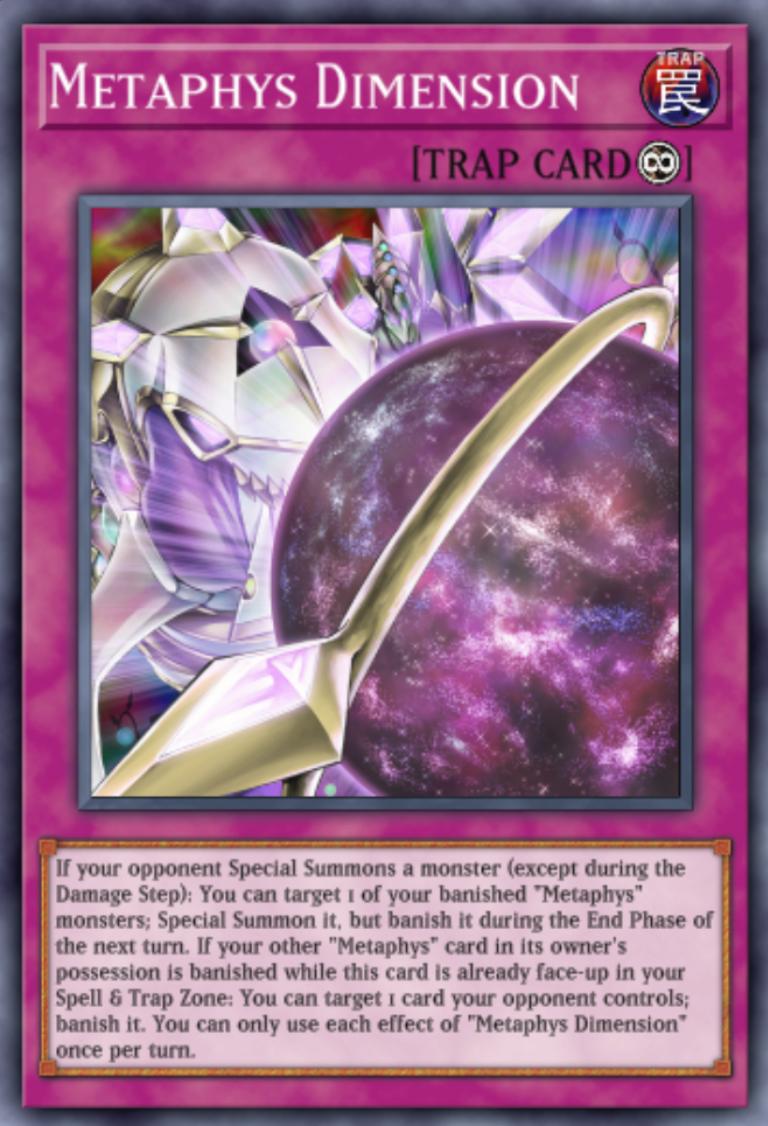 METAPHYS DIMENSION
TRAP
罠
[TRAP CARD∞]
If your opponent Special Summons a monster (except during the
Damage Step): You can target 1 of your banished "Metaphys"
monsters; Special Summon it, but banish it during the End Phase of
the next turn. If your other "Metaphys" card in its owner's
possession is banished while this card is already face-up in your
Spell & Trap Zone: You can target 1 card your opponent controls;
banish it. You can only use each effect of "Metaphys Dimension"
once per turn.